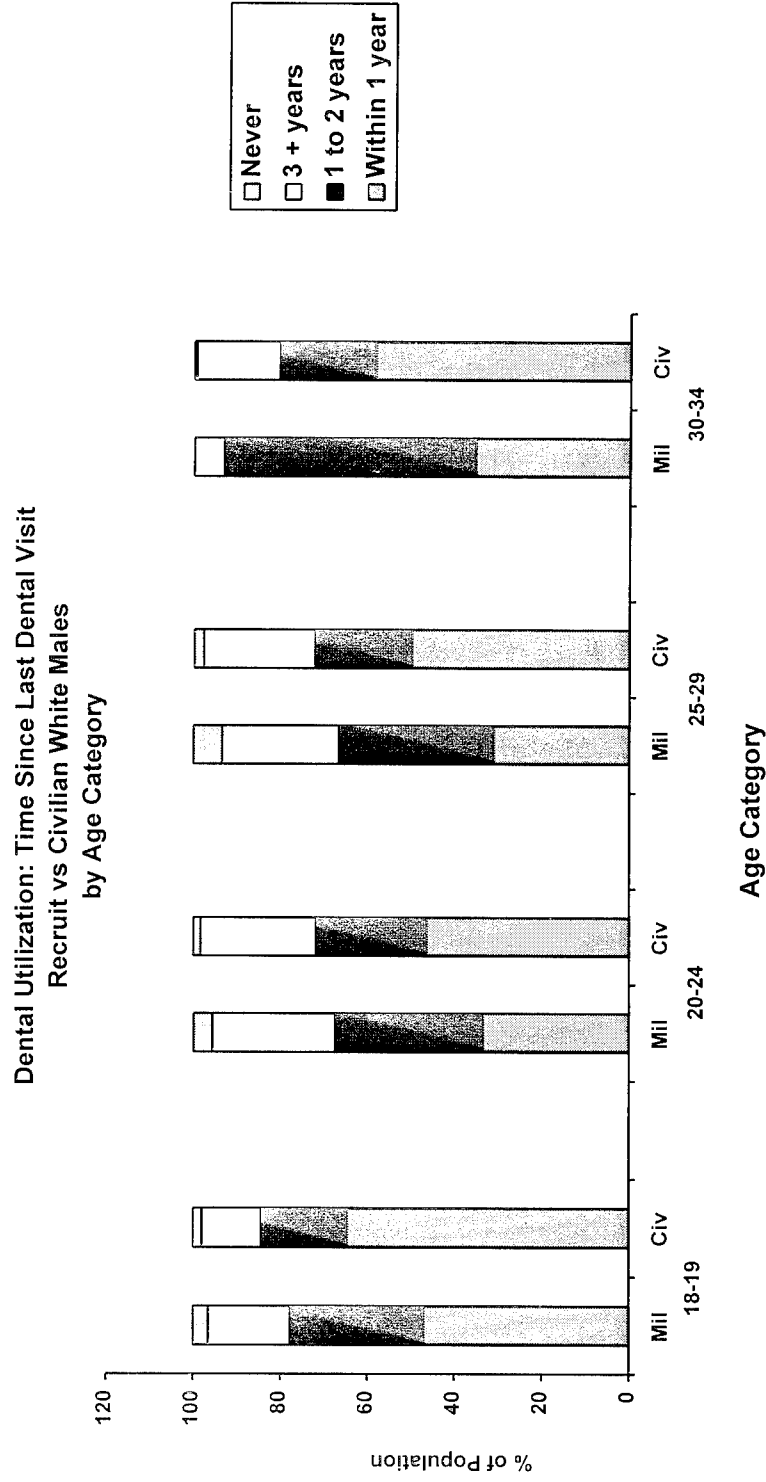 Dental Utilization: Time Since Last Dental Visit
Recruit vs Civilian White Males
by Age Category
Never
3 + years
1 to 2 years
Within 1 year
% of Population
120
100
80
60
40
20
0
Mil Civ Mil Civ Mil Civ Mil Civ
18-19 20-24 25-29 30-34
Age Category